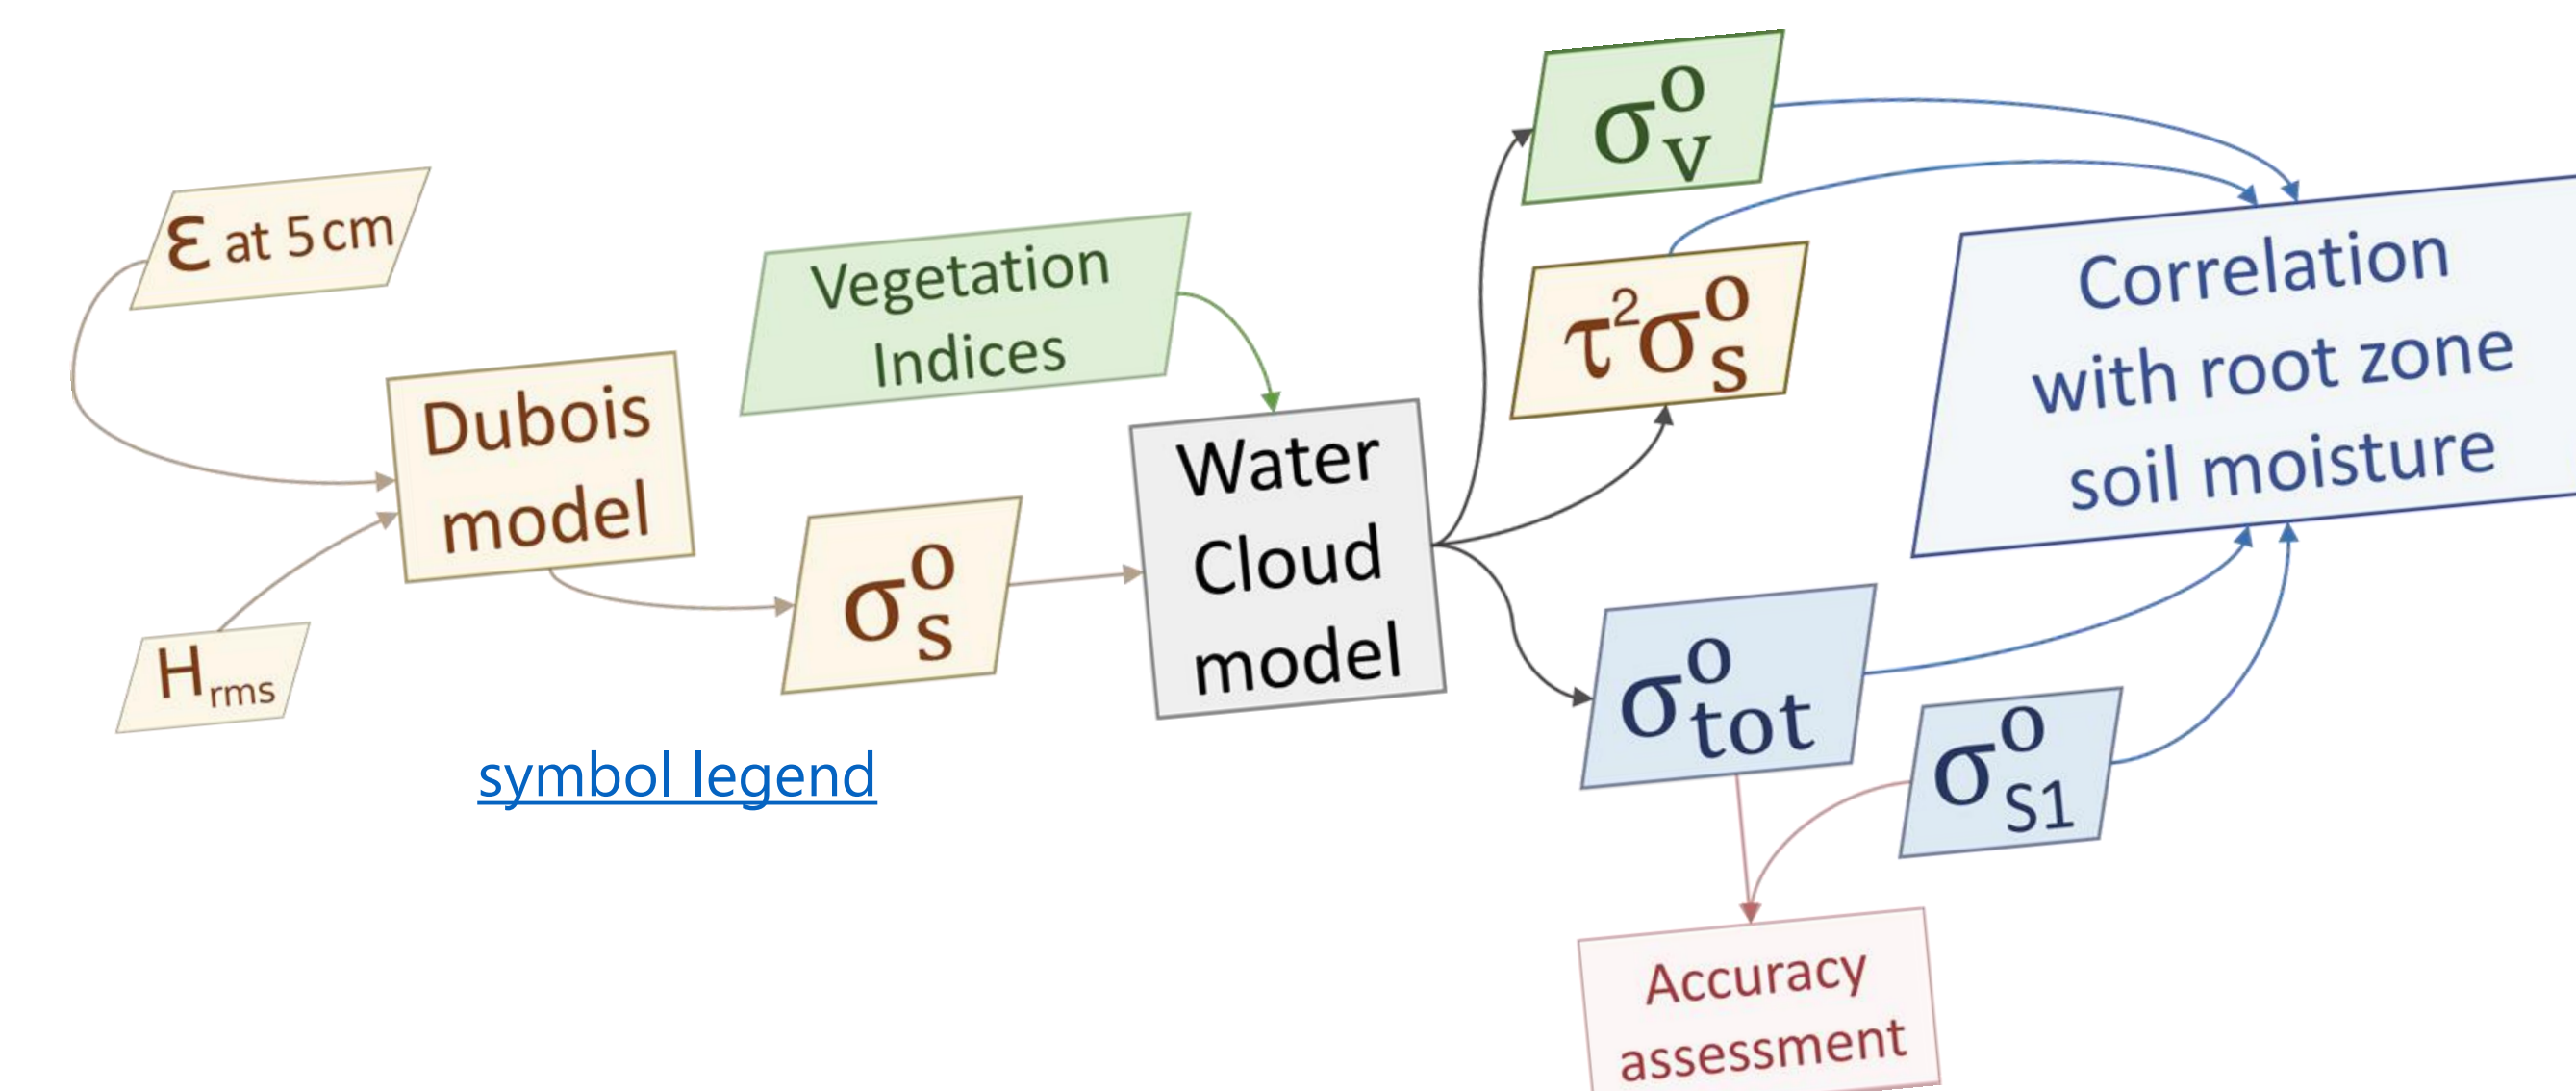 ε at 5 cm
H rms
Dubois
model
σ°s
Vegetation
Indices
Water
Cloud
model
σ°v
τ²σ°s
σ°tot
σ°S1
Correlation
with root zone
soil moisture
Accuracy
assessment
symbol legend